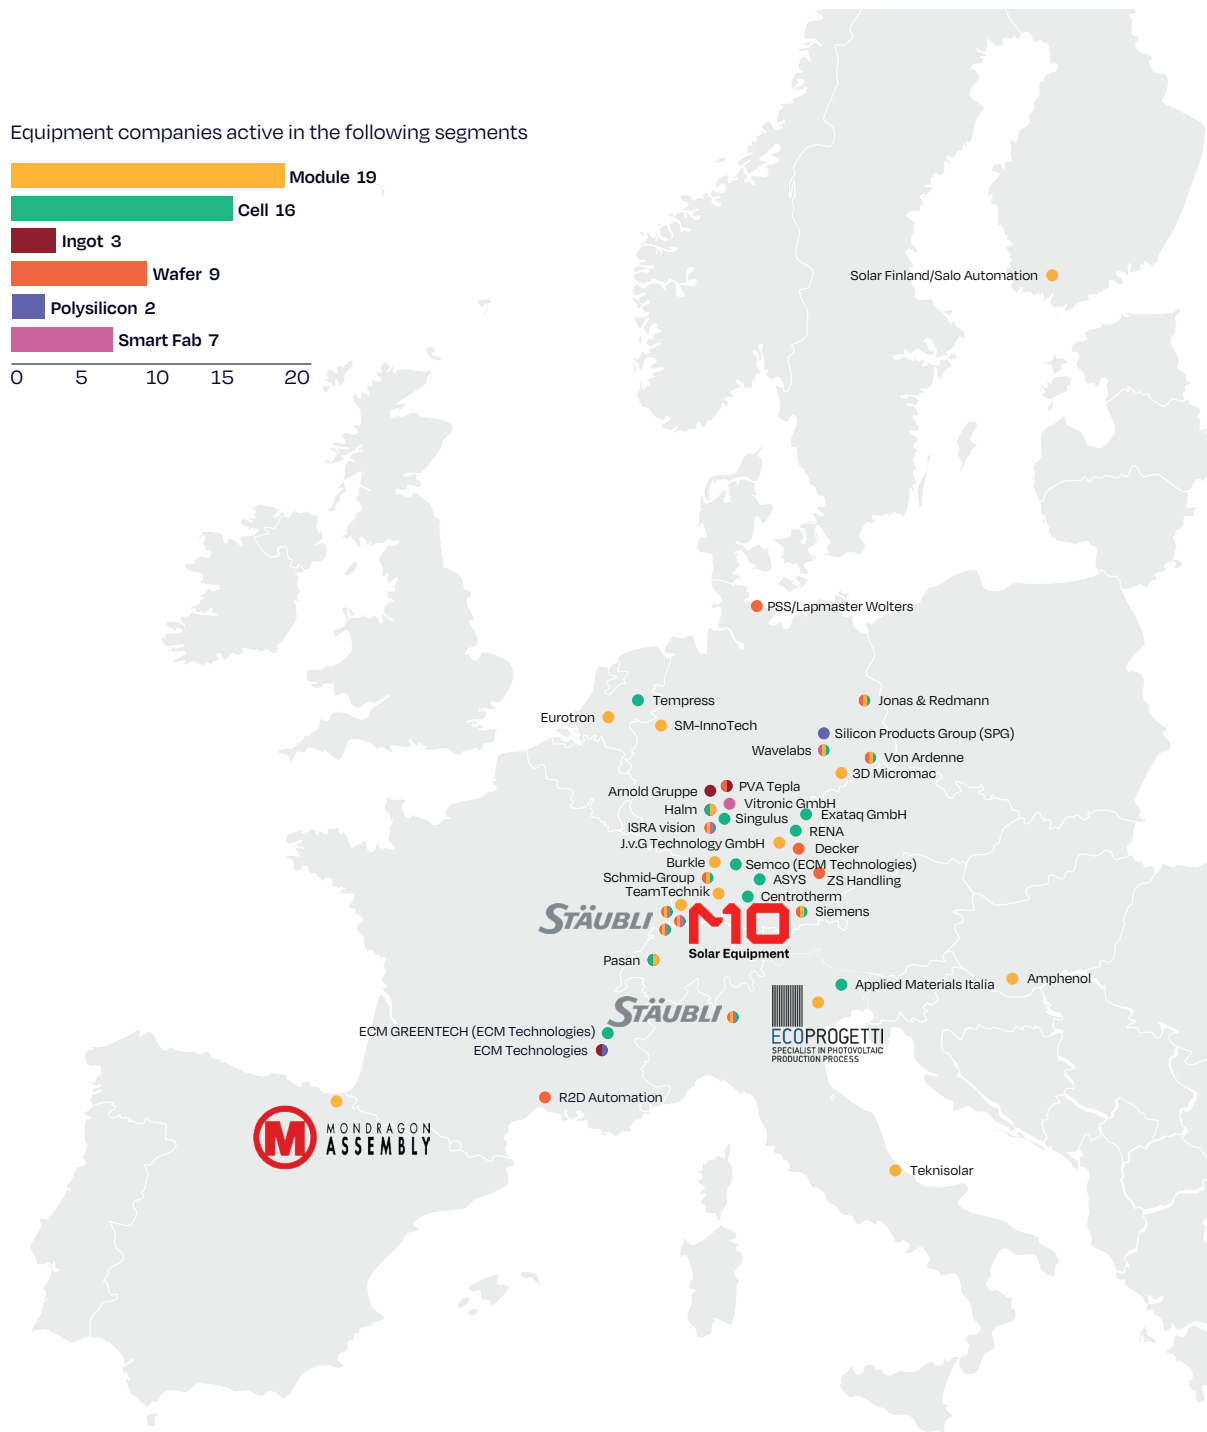 Equipment companies active in the following segments
Module 19
Cell 16
Ingot 3
Wafer 9
Polysilicon 2
Smart Fab 7
0 5 10 15 20
Solar Finland/Salo Automation
PSS/Lapmaster Wolters
Tempress
Jonas & Redmann
Eurotron
SM-InnoTech
Silicon Products Group (SPG)
Wavelabs
Von Ardenne
3D Micromac
PVA Tepla
Arnold Gruppe
Vitronic GmbH
Halm
Exataq GmbH
Singulus
ISRA vision
RENA
J.v.G Technology GmbH
Decker
Burkle
Semco (ECM Technologies)
Schmid-Group
ASYS
ZS Handling
TeamTechnik
Centrotherm
STÄUBLI
M10
Siemens
Solar Equipment
Pasan
Amphenol
Applied Materials Italia
STÄUBLI
ECM GREENTECH (ECM Technologies)
ECOPROGETTI
SPECIALIST IN PHOTOVOLTAIC
PRODUCTION PROCESS
ECM Technologies
R2D Automation
M
MONDRAGON
ASSEMBLY
Teknisolar